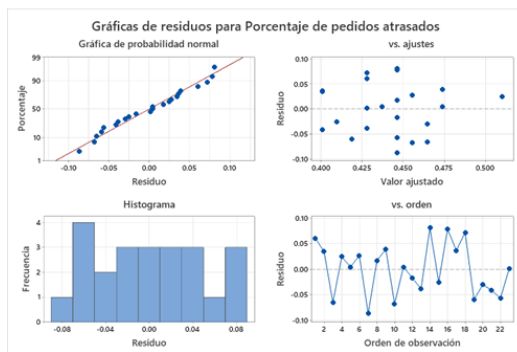 Gráficas de residuos para Porcentaje de pedidos atrasados
Gráfica de probabilidad normal
99
90
50
10
1
Porcentaje
-0.10
-0.05
0.00
0.05
0.10
Residuo
vs. ajustes
0.10
0.05
0.00
-0.05
-0.10
Residuo
0.400
0.425
0.450
0.475
0.500
Valor ajustado
Histograma
4
3
2
1
0
Frecuencia
-0.08
-0.04
0.00
0.04
0.08
Residuo
vs. orden
0.10
0.05
0.00
-0.05
-0.10
Residuo
2 4 6 8 10 12 14 16 18 20 22
Orden de observación